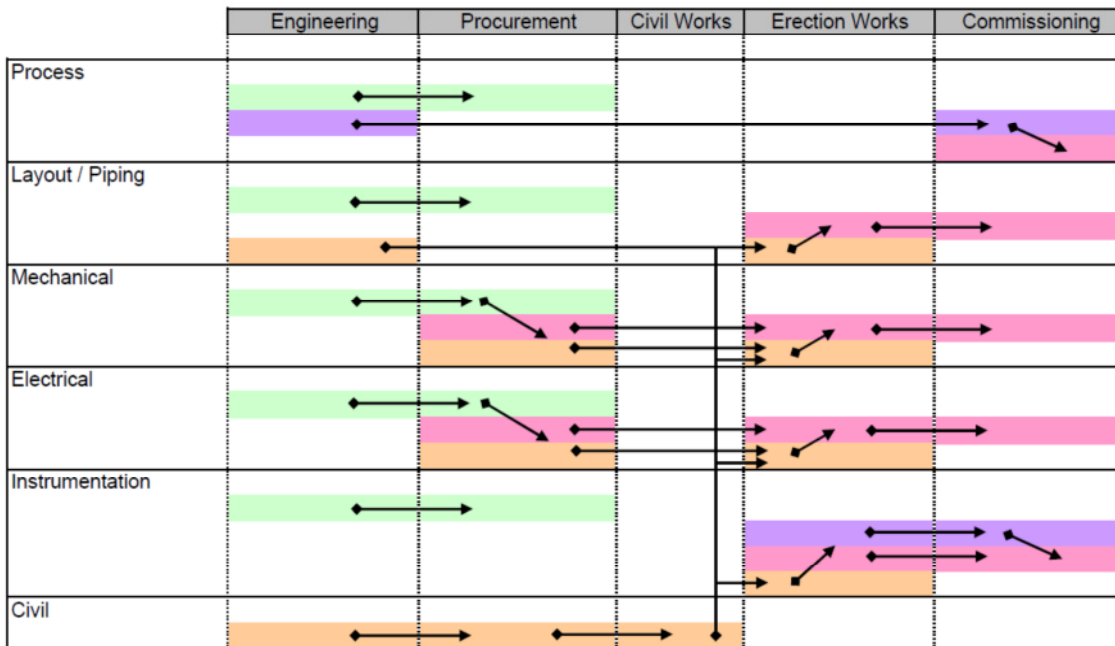 Engineering Procurement Civil Works Erection Works Commissioning
Process
Layout / Piping
Mechanical
Electrical
Instrumentation
Civil